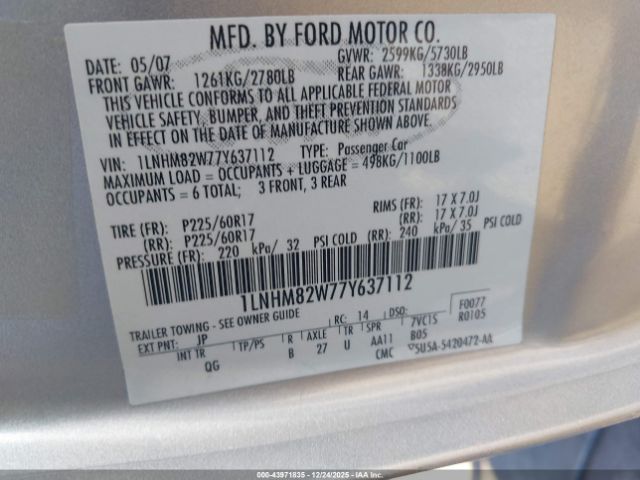 MFD. BY FORD MOTOR CO.
DATE: 05/07 GVWR: 2599KG/5730LB
FRONT GAWR: 1261KG/2780LB REAR GAWR: 1338KG/2950LB
THIS VEHICLE CONFORMS TO ALL APPLICABLE FEDERAL MOTOR
VEHICLE SAFETY, BUMPER, AND THEFT PREVENTION STANDARDS
IN EFFECT ON THE DATE OF MANUFACTURE SHOWN ABOVE.
VIN: 1LNHM82W77Y637112 TYPE: Passenger Car
MAXIMUM LOAD = OCCUPANTS + LUGGAGE = 498KG/1100LB
OCCUPANTS = 6 TOTAL; 3 FRONT, 3 REAR
TIRE (FR): P225/60R17 RIMS (FR): 17 X 7.0J
(RR): P225/60R17 (RR): 17 X 7.0J
PRESSURE (FR): 220 kPa/ 32 PSI COLD (RR): 240 kPa/ 35 PSI COLD
1LNHM82W77Y637112
TRAILER TOWING - SEE OWNER GUIDE RC: 14 DSO: F0077
EXT PNT: JP TP/PS R AXLE TR SPR 7VC15 R0105
INT TR B 27 U AA11 B05
QG CMC 5U5A-5420472-AA
00-43971835 - 12/24/2025 - IAAI.COM